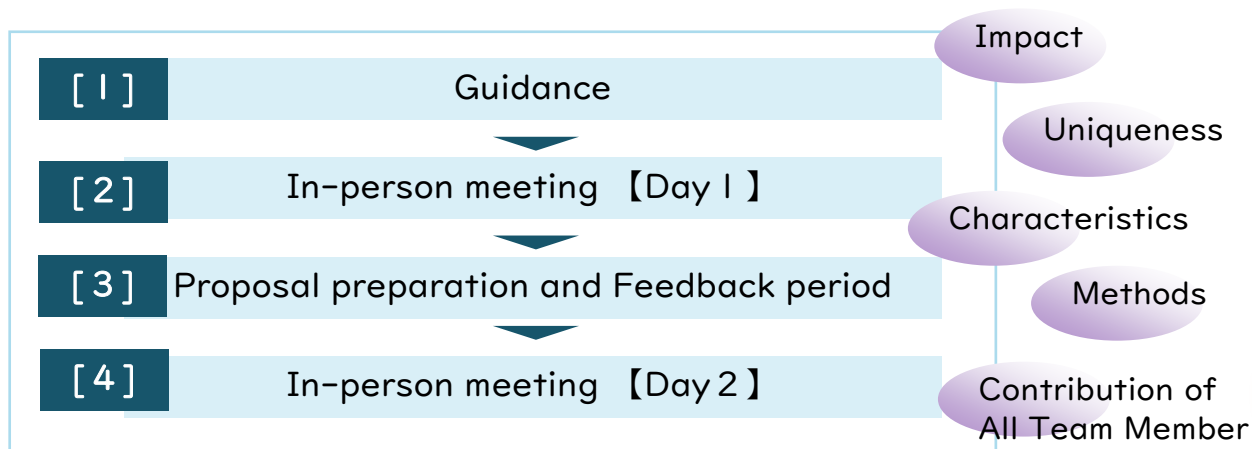 [1] Guidance
[2] In-person meeting 【Day 1】
[3] Proposal preparation and Feedback period
[4] In-person meeting 【Day 2】
Impact
Uniqueness
Characteristics
Methods
Contribution of
All Team Member